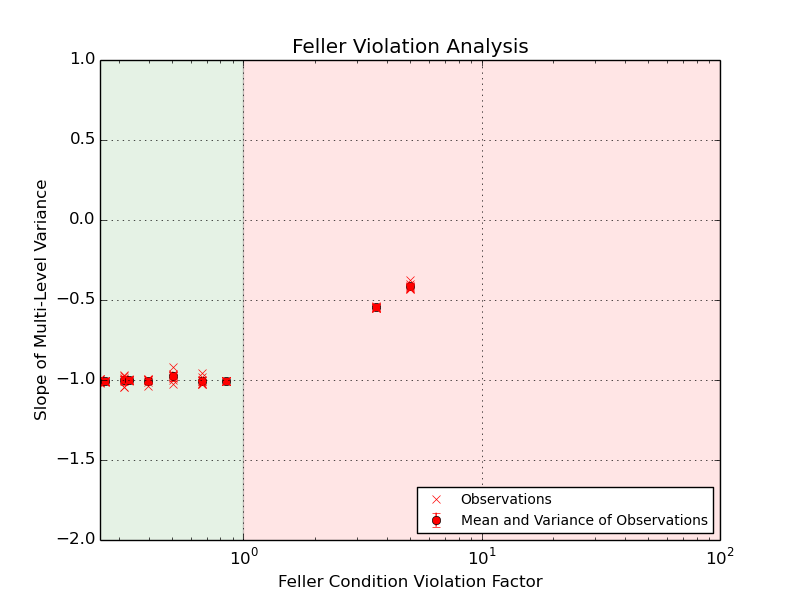 Feller Violation Analysis
1.0
0.5
0.0
−0.5
−1.0
−1.5
−2.0
Slope of Multi-Level Variance
Observations
Mean and Variance of Observations
10⁰
10¹
10²
Feller Condition Violation Factor